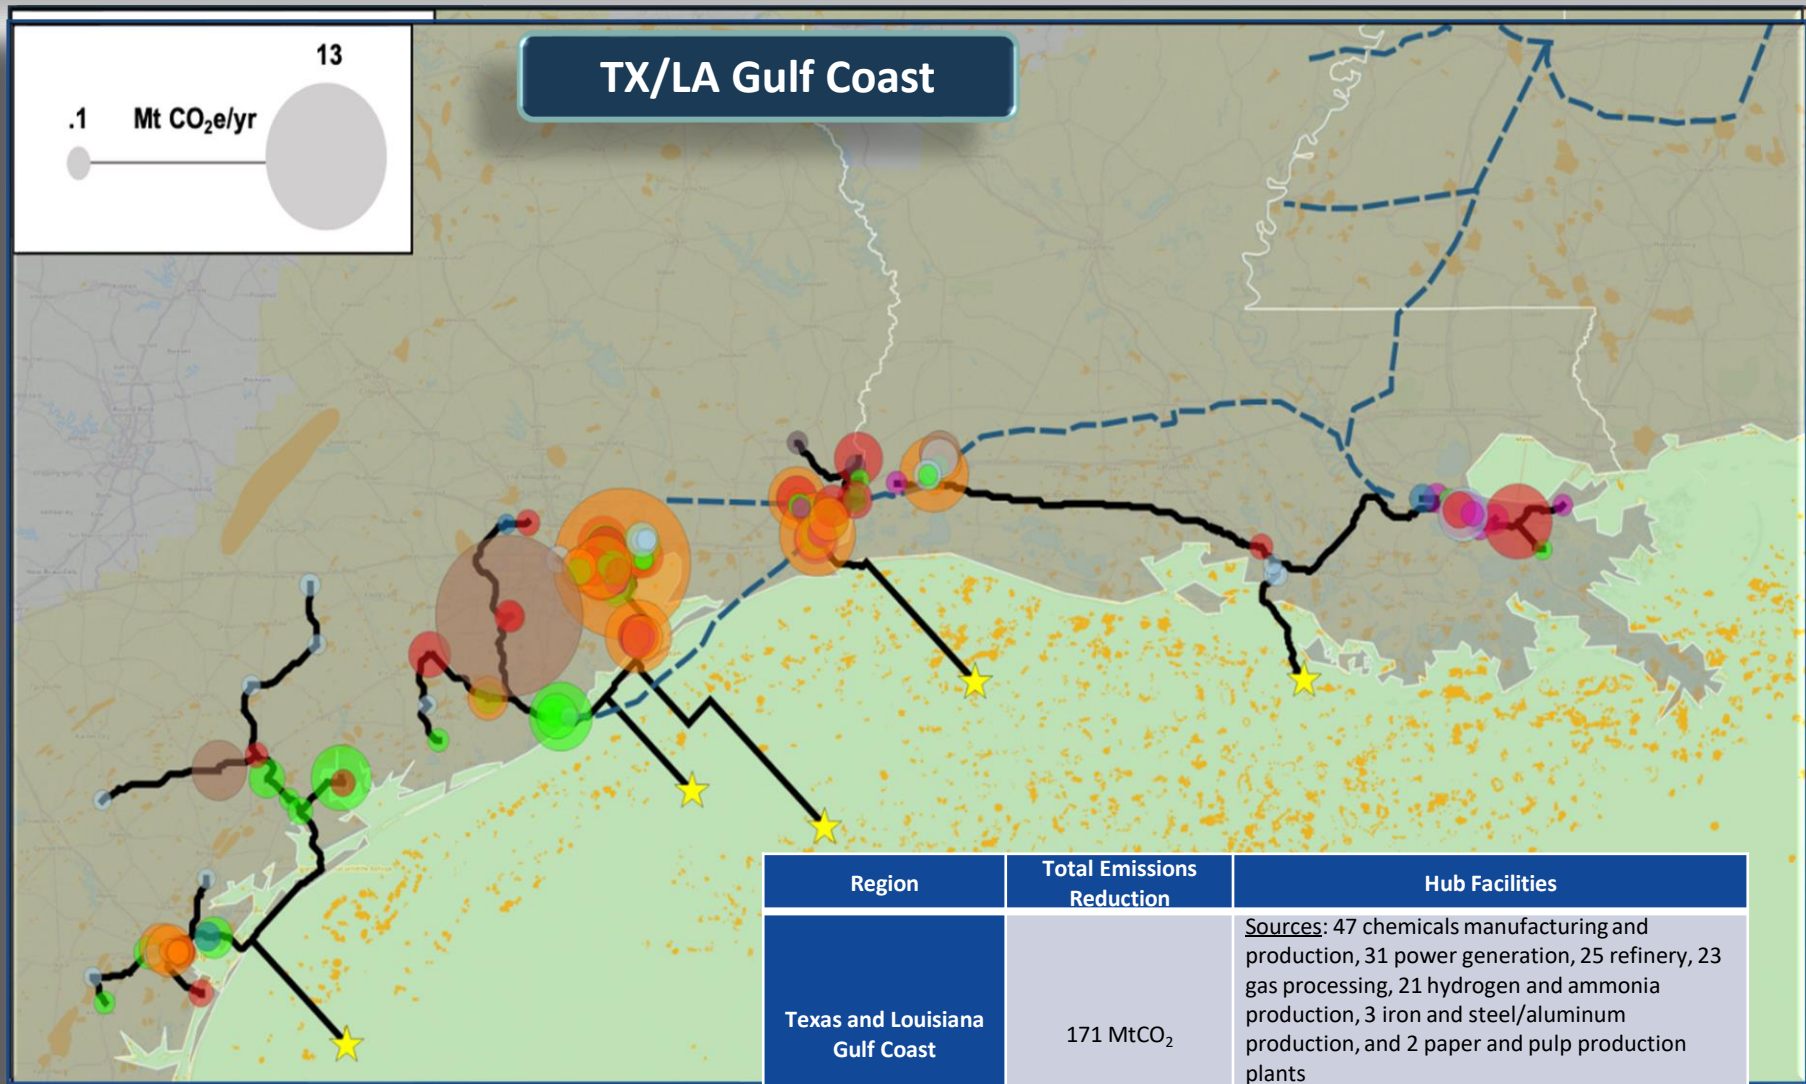 13
TX/LA Gulf Coast
.1 Mt CO₂e/yr
Region
Total Emissions
Reduction
Hub Facilities
Texas and Louisiana
Gulf Coast
171 MtCO₂
Sources: 47 chemicals manufacturing and
production, 31 power generation, 25 refinery, 23
gas processing, 21 hydrogen and ammonia
production, 3 iron and steel/aluminum
production, and 2 paper and pulp production
plants